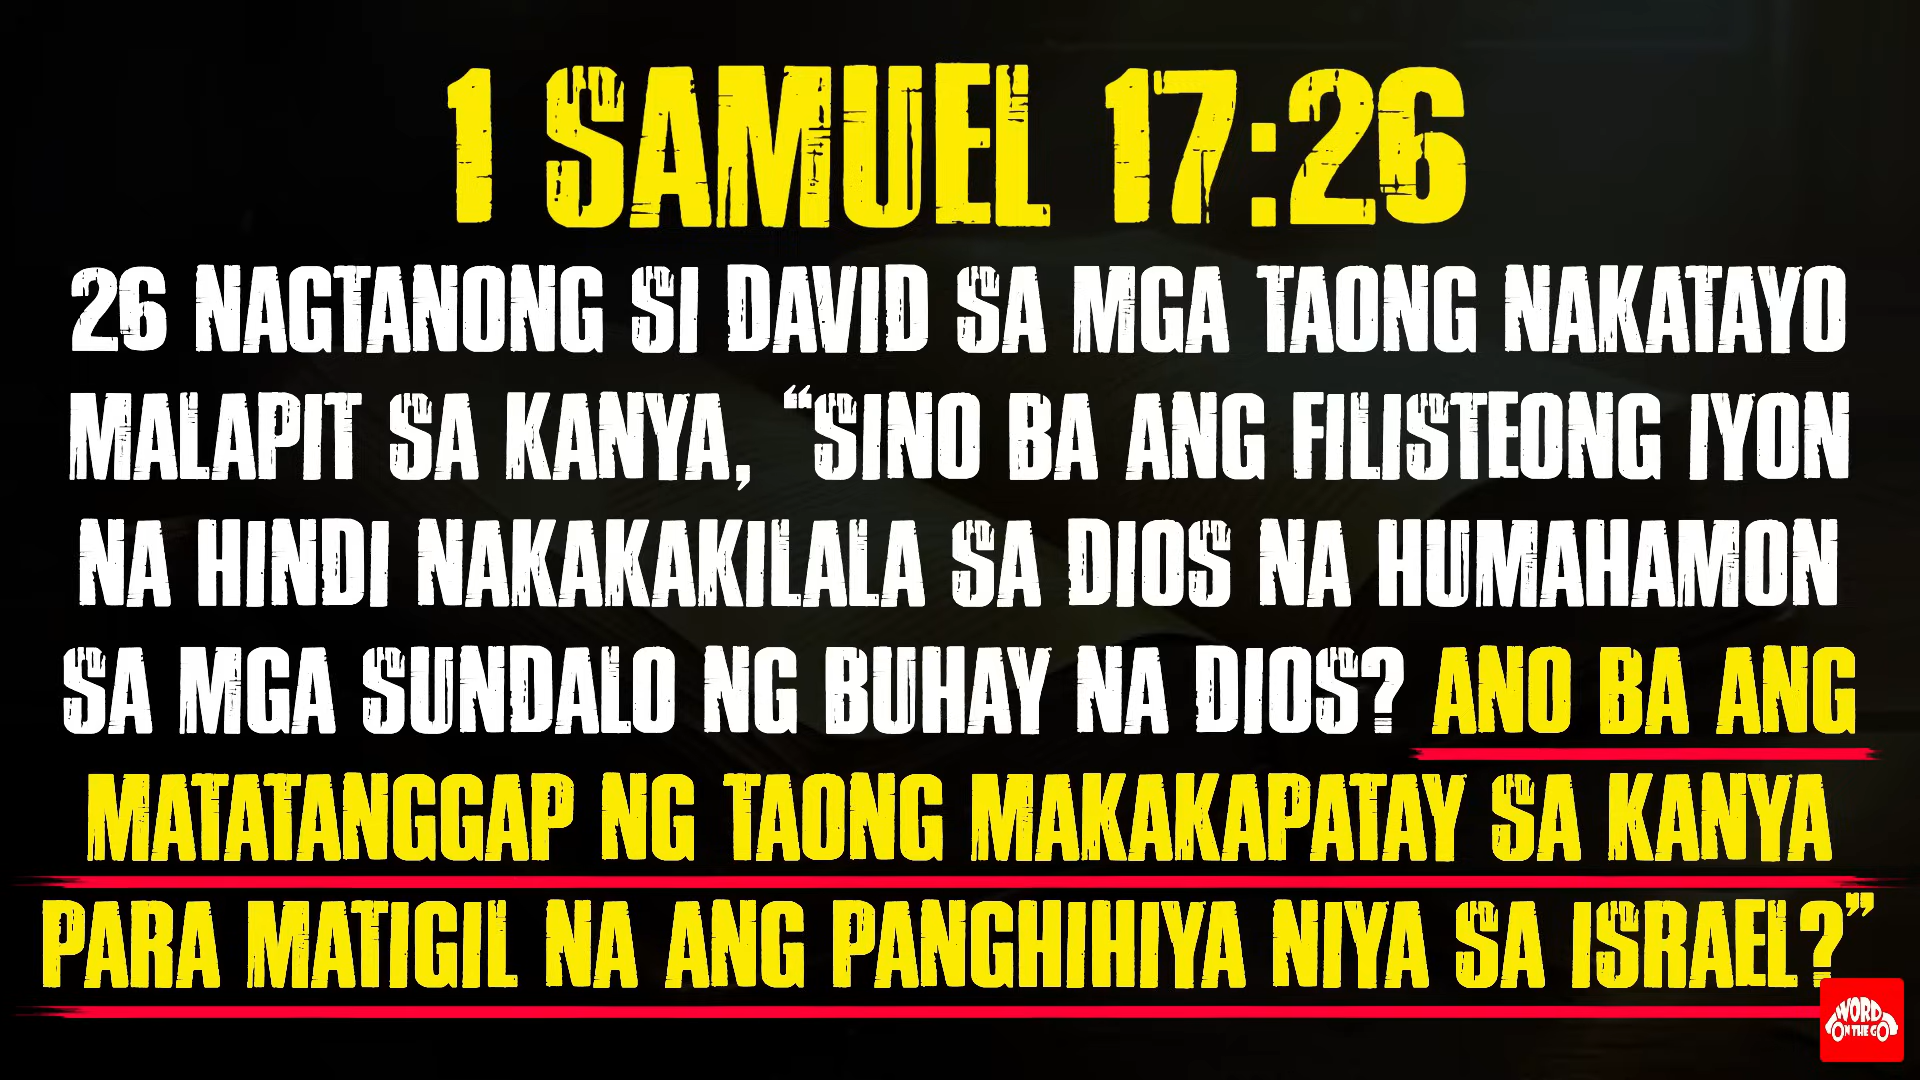 1 SAMUEL 17:26
26 NAGTANONG SI DAVID SA MGA TAONG NAKATAYO
MALAPIT SA KANYA, “SINO BA ANG FILISTEONG IYON
NA HINDI NAKAKAKILALA SA DIOS NA HUMAHAMON
SA MGA SUNDALO NG BUHAY NA DIOS? ANO BA ANG
MATATANGGAP NG TAONG MAKAKAPATAY SA KANYA
PARA MATIGIL NA ANG PANGHIHIYA NIYA SA ISRAEL?”
WORD
ON THE GO